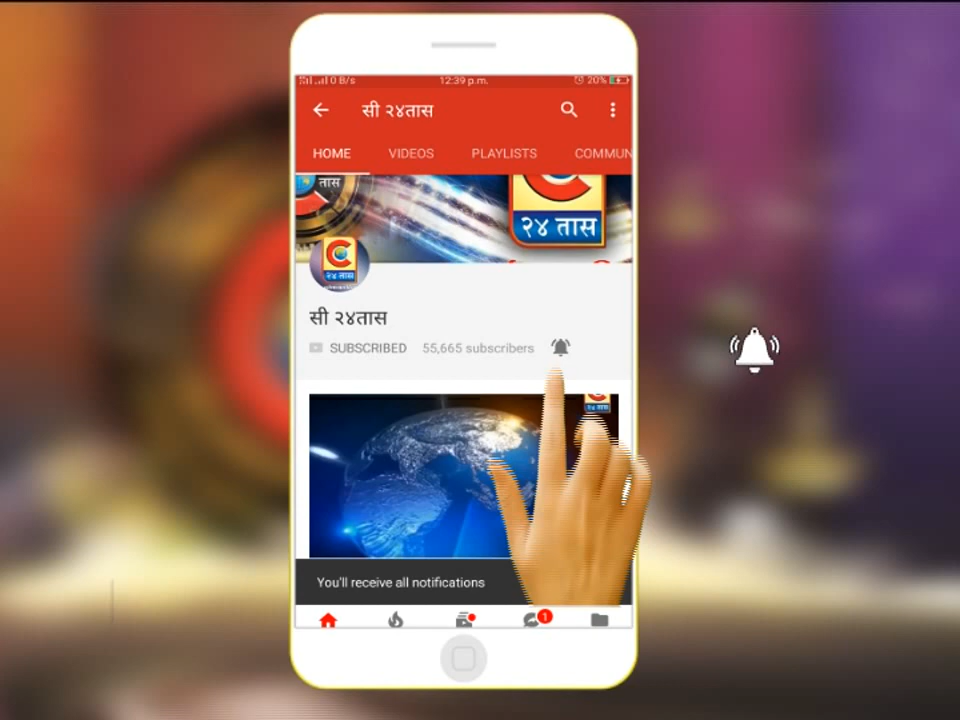 0 B/s 12:39 p.m. 20%
सी २४तास
HOME VIDEOS PLAYLISTS COMMUN
तास
२४ तास
२४ तास
सी २४तास
SUBSCRIBED 55,665 subscribers
२४ तास
You'll receive all notifications
1